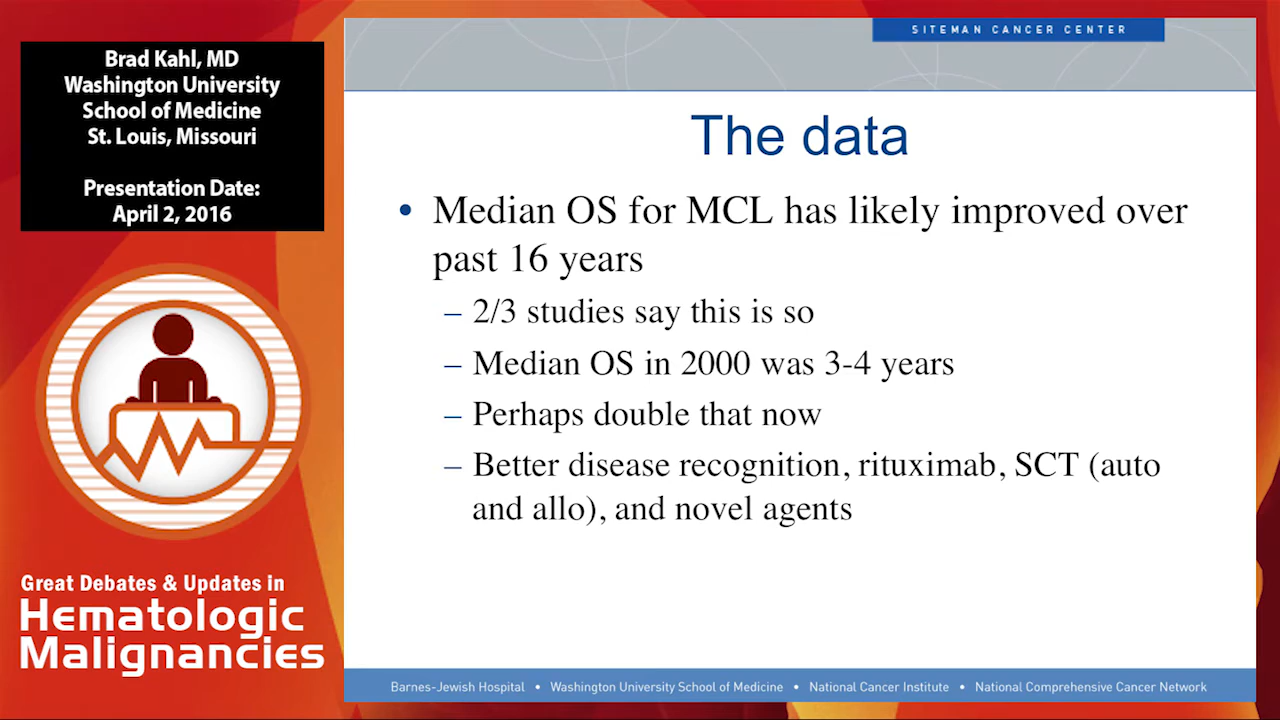 Brad Kahl, MD
Washington University
School of Medicine
St. Louis, Missouri
Presentation Date:
April 2, 2016
Great Debates & Updates in
Hematologic
Malignancies
SITEMAN CANCER CENTER
The data
• Median OS for MCL has likely improved over
past 16 years
– 2/3 studies say this is so
– Median OS in 2000 was 3-4 years
– Perhaps double that now
– Better disease recognition, rituximab, SCT (auto
and allo), and novel agents
Barnes-Jewish Hospital • Washington University School of Medicine • National Cancer Institute • National Comprehensive Cancer Network